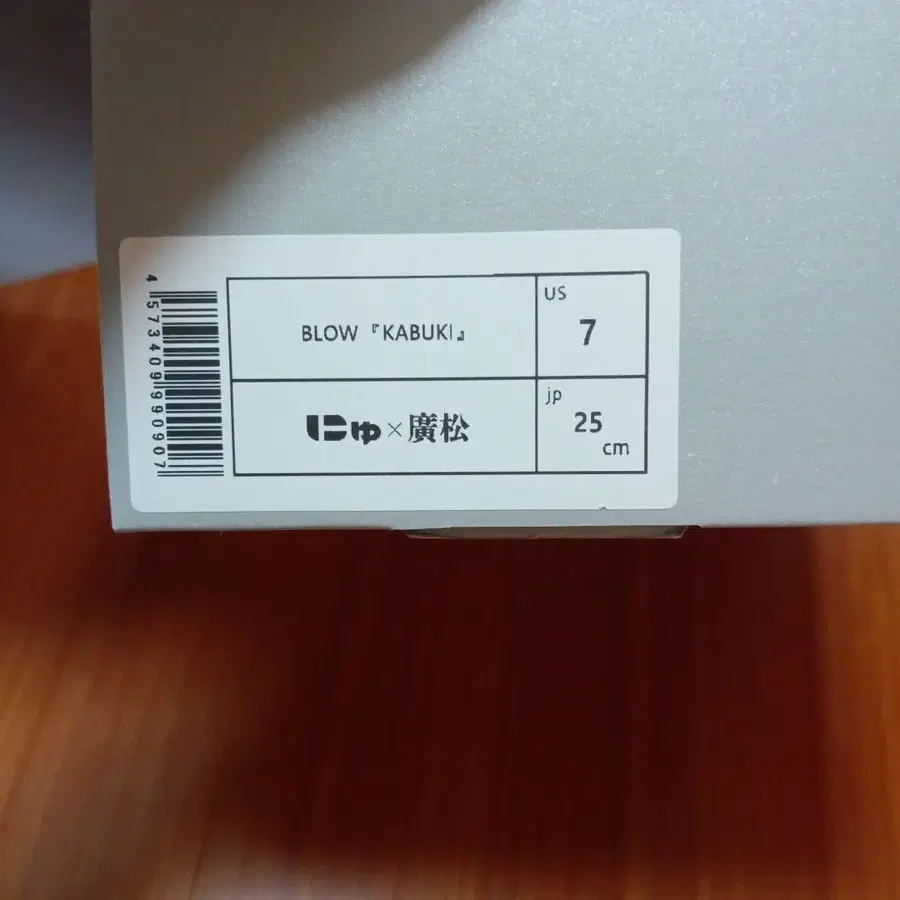 4573409990907
BLOW『KABUKI』
US
7
にゅ×廣松
jp
25
cm